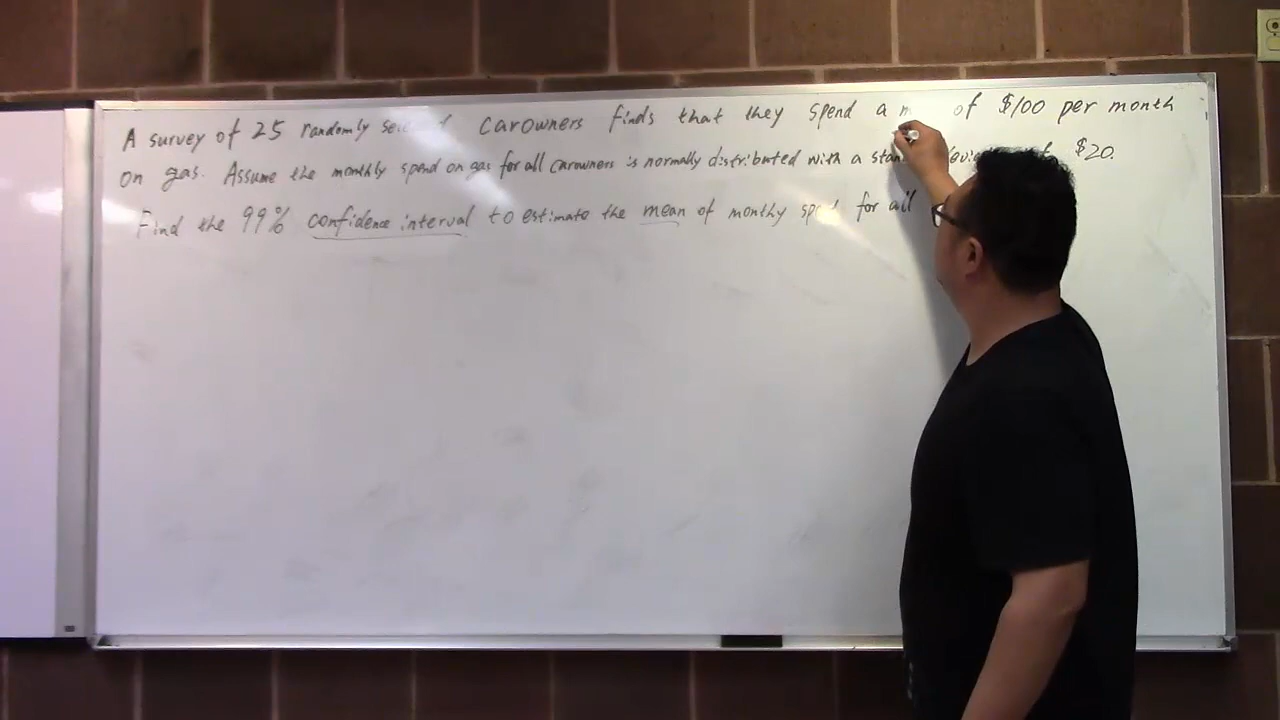 A survey of 25 randomly carowners finds that they spend a of $100 per month
on gas. Assume the monthly spend on gas for all carowners is normally distributed with a $20.
Find the 99% confidence interval to estimate the mean of monthly for all